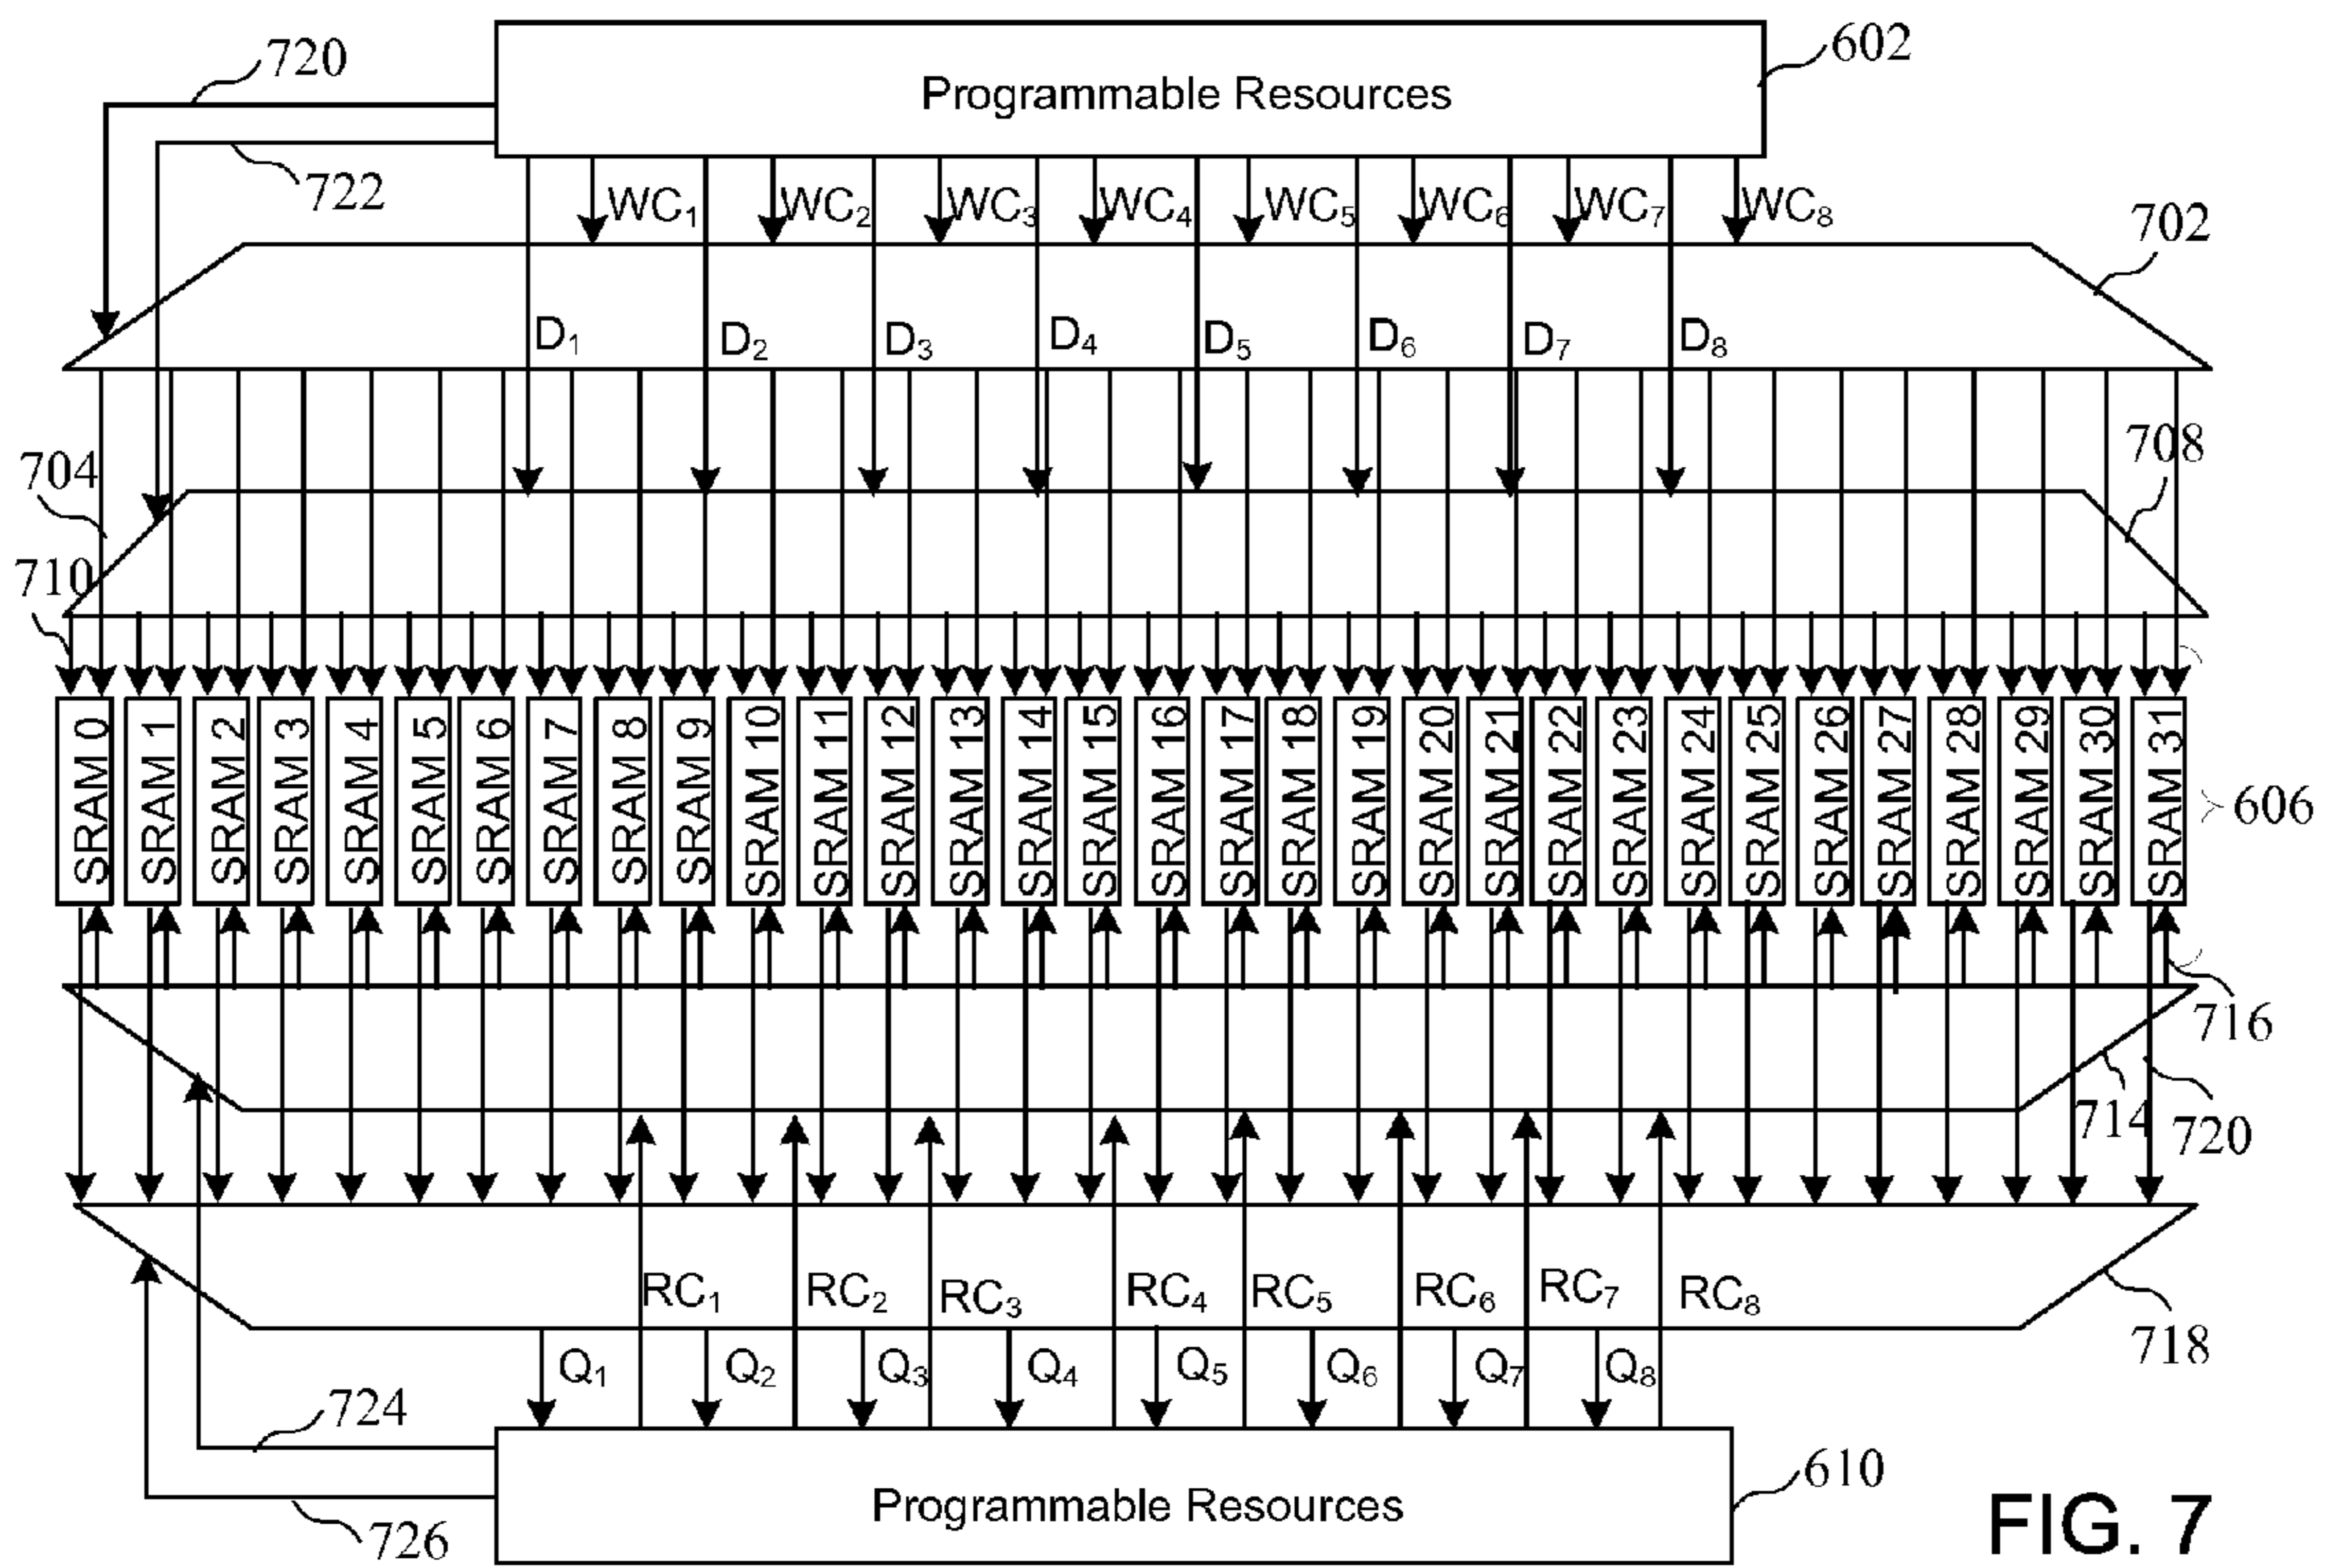 720
602
Programmable Resources
722
WC1 WC2 WC3 WC4 WC5 WC6 WC7 WC8
702
D1 D2 D3 D4 D5 D6 D7 D8
704
708
710
SRAM 0
SRAM 1
SRAM 2
SRAM 3
SRAM 4
SRAM 5
SRAM 6
SRAM 7
SRAM 8
SRAM 9
SRAM 10
SRAM 11
SRAM 12
SRAM 13
SRAM 14
SRAM 15
SRAM 16
SRAM 17
SRAM 18
SRAM 19
SRAM 20
SRAM 21
SRAM 22
SRAM 23
SRAM 24
SRAM 25
SRAM 26
SRAM 27
SRAM 28
SRAM 29
SRAM 30
SRAM 31
606
716
714
720
RC1 RC2 RC3 RC4 RC5 RC6 RC7 RC8
718
Q1 Q2 Q3 Q4 Q5 Q6 Q7 Q8
724
610
Programmable Resources
726
FIG. 7